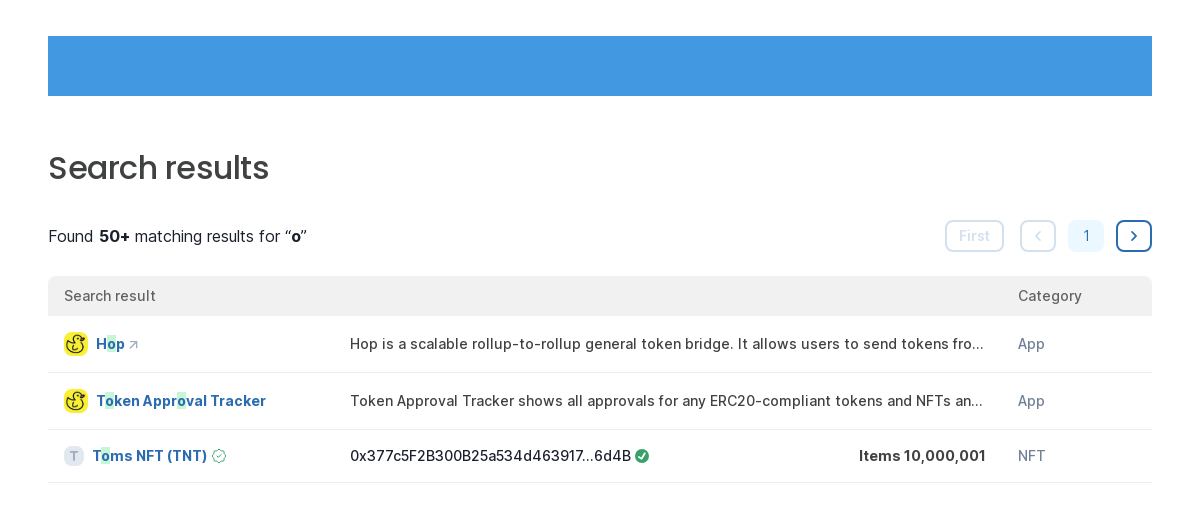 Search results
Found 50+ matching results for “o”
First 1
Search result Category
Hop Hop is a scalable rollup-to-rollup general token bridge. It allows users to send tokens fro... App
Token Approval Tracker Token Approval Tracker shows all approvals for any ERC20-compliant tokens and NFTs an... App
T Toms NFT (TNT) 0x377c5F2B300B25a534d463917...6d4B Items 10,000,001 NFT